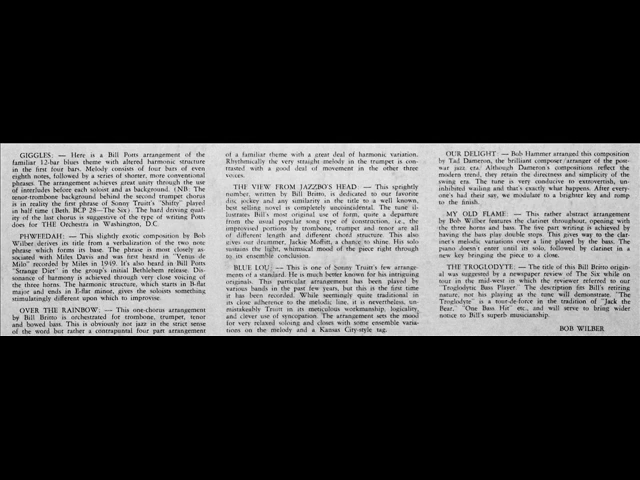 GIGGLES: — Here is a Bill Potts arrangement of the
familiar 12-bar blues theme with altered harmonic structure
in the first four bars. Melody consists of four bars of even
eighth notes, followed by a series of shorter, more conventional
phrases. The arrangement achieves great unity through the use
of interludes before each soloist and as background. (NB: The
tenor-trombone background behind the second trumpet chorus
is in reality the first phrase of Sonny Truitt's "Shifty" played
in half time (Beth. BCP 28—The Six). The hard driving qual-
ity of the last chorus is suggestive of the type of writing Potts
does for THE Orchestra in Washington, D.C.
PHWEEDAH: — This slightly exotic composition by Bob
Wilber derives its title from a verbalization of the two note
phrase which forms its base. The phrase is most closely as-
sociated with Miles Davis and was first heard in "Venus de
Milo" recorded by Miles in 1949. It's also heard in Bill Potts
"Strange Diet" in the group's initial Bethlehem release. Dis-
sonance of harmony is achieved through very close voicing of
the three horns. The harmonic structure, which starts in B-flat
major and ends in E-flat minor, gives the soloists something
stimulatingly different upon which to improvise.
OVER THE RAINBOW: — This one-chorus arrangement
by Bill Britto is orchestrated for trombone, trumpet, tenor
and bowed bass. This is obviously not jazz in the strict sense
of the word but rather a contrapuntal four part arrangement
of a familiar theme with a great deal of harmonic variation.
Rhythmically the very straight melody in the trumpet is con-
trasted with a good deal of movement in the other three
voices.
THE VIEW FROM JAZZBO'S HEAD — This sprightly
number, written by Bill Britto, is dedicated to our favorite
disc jockey and any similarity in the title to a well known,
best selling novel is completely uncoincidental. The tune il-
lustrates Bill's most original use of form, quite a departure
from the usual popular song type of construction, i.e., the
improvised portions by trombone, trumpet and tenor are all
of different length and different chord structure. This also
gives our drummer, Jackie Moffitt, a chance to shine. His solo
sustains the light, whimsical mood of the piece right through
to its ensemble conclusion.
BLUE LOU — This is one of Sonny Truitt's few arrange-
ments of a standard. He is much better known for his intriguing
originals. This particular arrangement has been played by
various bands in the past few years, but this is the first time
it has been recorded. While seemingly quite traditional in
its close adherence to the melodic line, it is nevertheless, un-
mistakeably Truitt in its meticulous workmanship, logicality,
and clever use of syncopation. The arrangement sets the mood
for very relaxed soloing and closes with some ensemble varia-
tions on the melody and a Kansas City-style tag.
OUR DELIGHT: — Bob Hammer arranged this composition
by Tad Dameron, the brilliant composer/arranger of the post-
war jazz era. Although Dameron's compositions reflect the
modern trend, they retain the directness and simplicity of the
swing era. The tune is very conducive to extrovertish, un-
inhibited wailing and that's exactly what happens. After every-
one's had their say, we modulate to a brighter key and romp
to the finish.
MY OLD FLAME: — This rather abstract arrangement
by Bob Wilber features the clarinet throughout, opening with
the three horns and bass. The five part writing is achieved by
having the bass play double stops. This gives way to the clar-
inet's melodic variations over a line played by the bass. The
piano doesn't enter until its solo, followed by clarinet in a
new key bringing the piece to a close.
THE TROGLODYTE: — The title of this Bill Britto origin-
al was suggested by a newspaper review of The Six while on
tour in the mid-west in which the reviewer referred to our
"Troglodytic Bass Player." The description fits Bill's retiring
nature, not his playing as the tune will demonstrate. "The
Troglodyte" is a tour-de-force in the tradition of "Jack the
Bear," "One Bass Hit" etc., and will serve to bring wider
notice to Bill's superb musicianship.
BOB WILBER